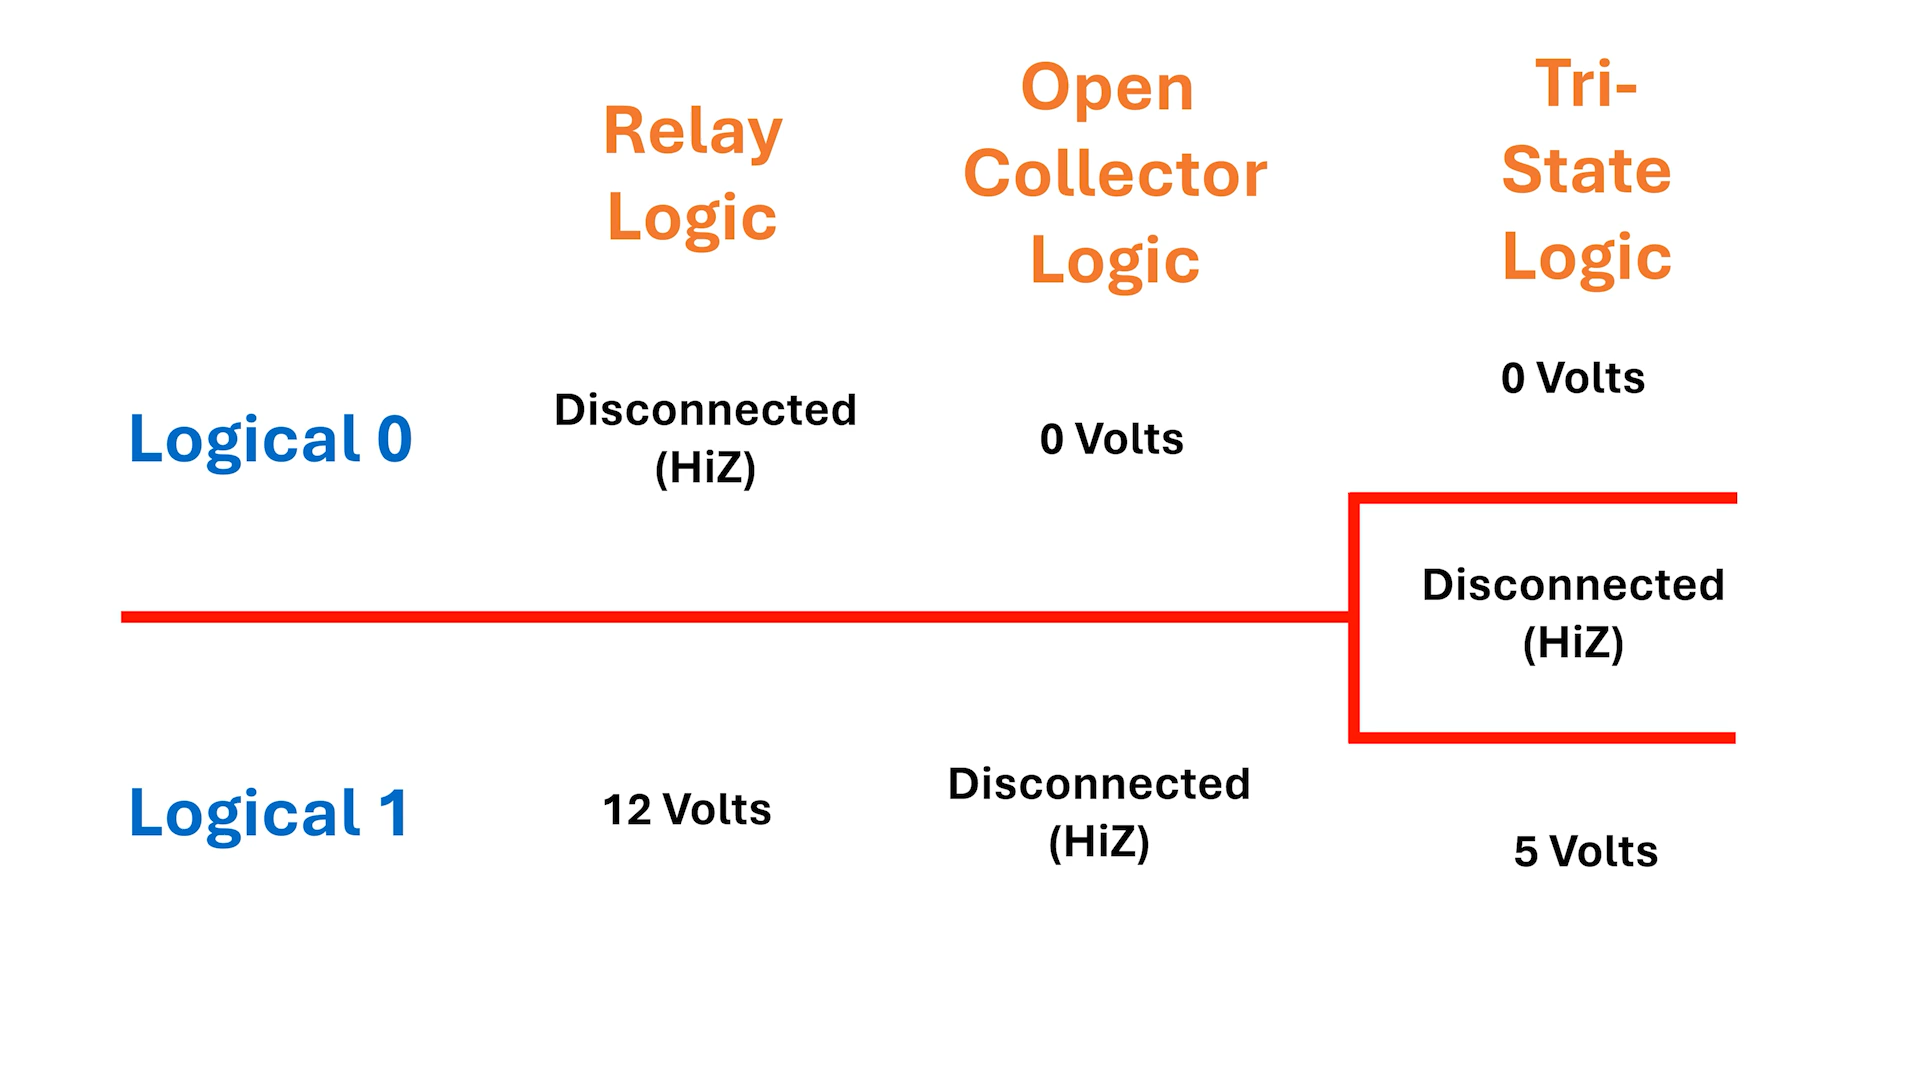 Relay
Logic
Open
Collector
Logic
Tri-
State
Logic
Logical 0
Disconnected
(HiZ)
0 Volts
0 Volts
Disconnected
(HiZ)
Logical 1
12 Volts
Disconnected
(HiZ)
5 Volts